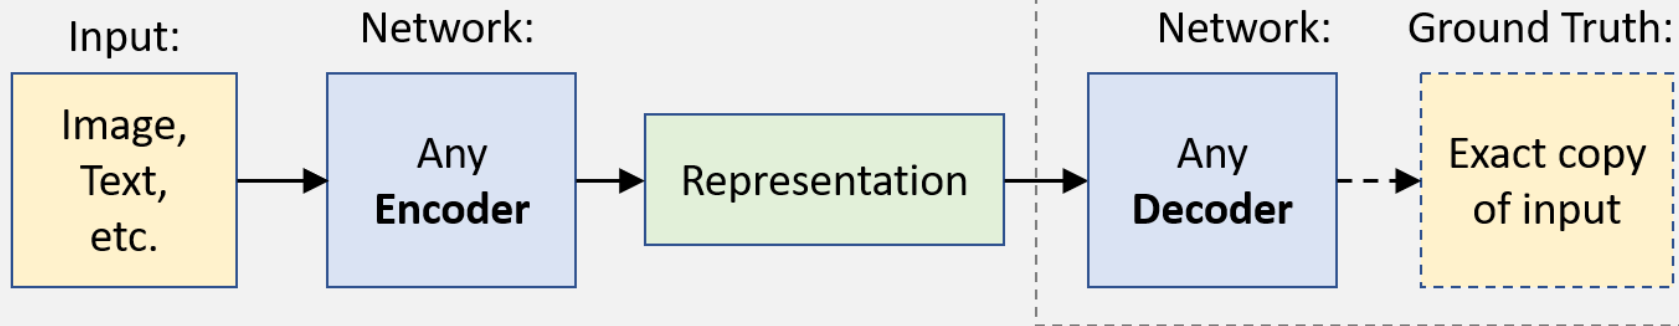 Input:
Image,
Text,
etc.
Network:
Any
Encoder
Representation
Network:
Any
Decoder
Ground Truth:
Exact copy
of input